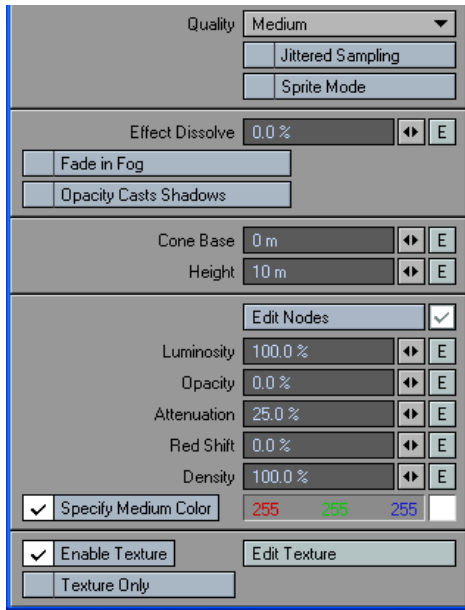 Quality Medium
Jittered Sampling
Sprite Mode
Effect Dissolve 0.0 % E
Fade in Fog
Opacity Casts Shadows
Cone Base 0 m E
Height 10 m E
Edit Nodes
Luminosity 100.0 % E
Opacity 0.0 % E
Attenuation 25.0 % E
Red Shift 0.0 % E
Density 100.0 % E
Specify Medium Color 255 255 255
Enable Texture Edit Texture
Texture Only